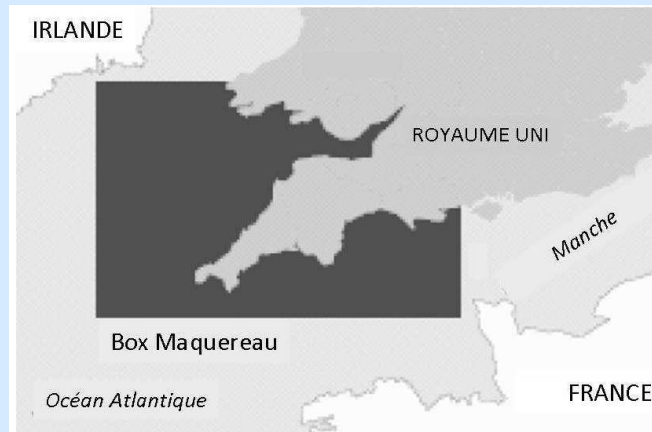 IRLANDE
ROYAUME UNI
Manche
Box Maquereau
Océan Atlantique
FRANCE